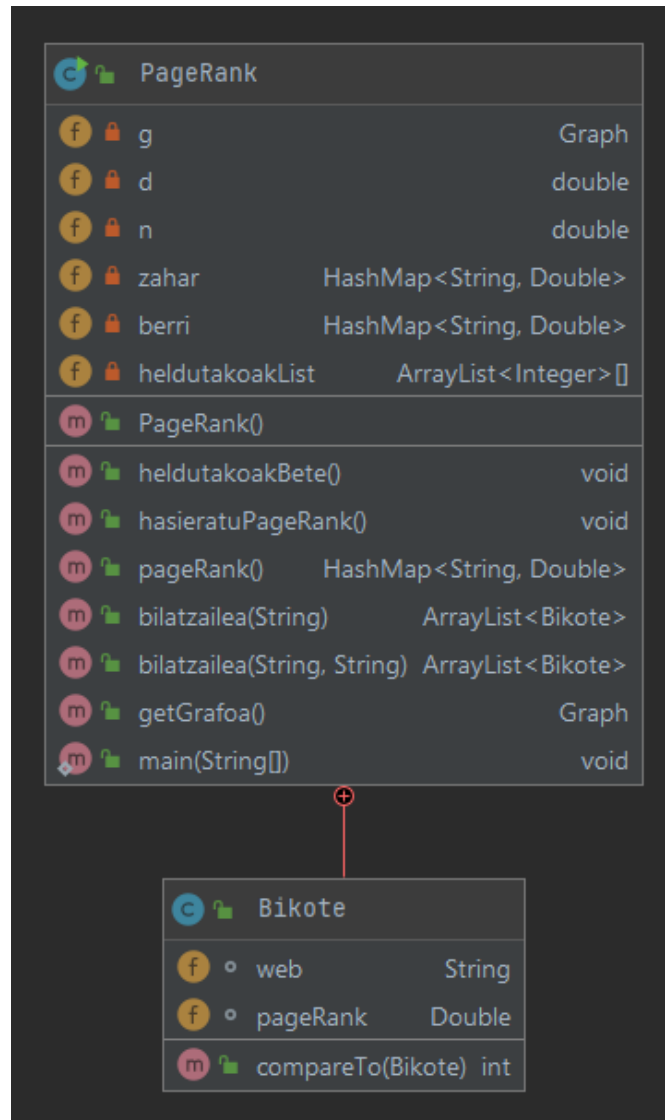 PageRank
g Graph
d double
n double
zahar HashMap<String, Double>
berri HashMap<String, Double>
heldutakoakList ArrayList<Integer>[]
PageRank()
heldutakoakBete() void
hasieratuPageRank() void
pageRank() HashMap<String, Double>
bilatzailea(String) ArrayList<Bikote>
bilatzailea(String, String) ArrayList<Bikote>
getGrafoa() Graph
main(String[]) void
Bikote
web String
pageRank Double
compareTo(Bikote) int